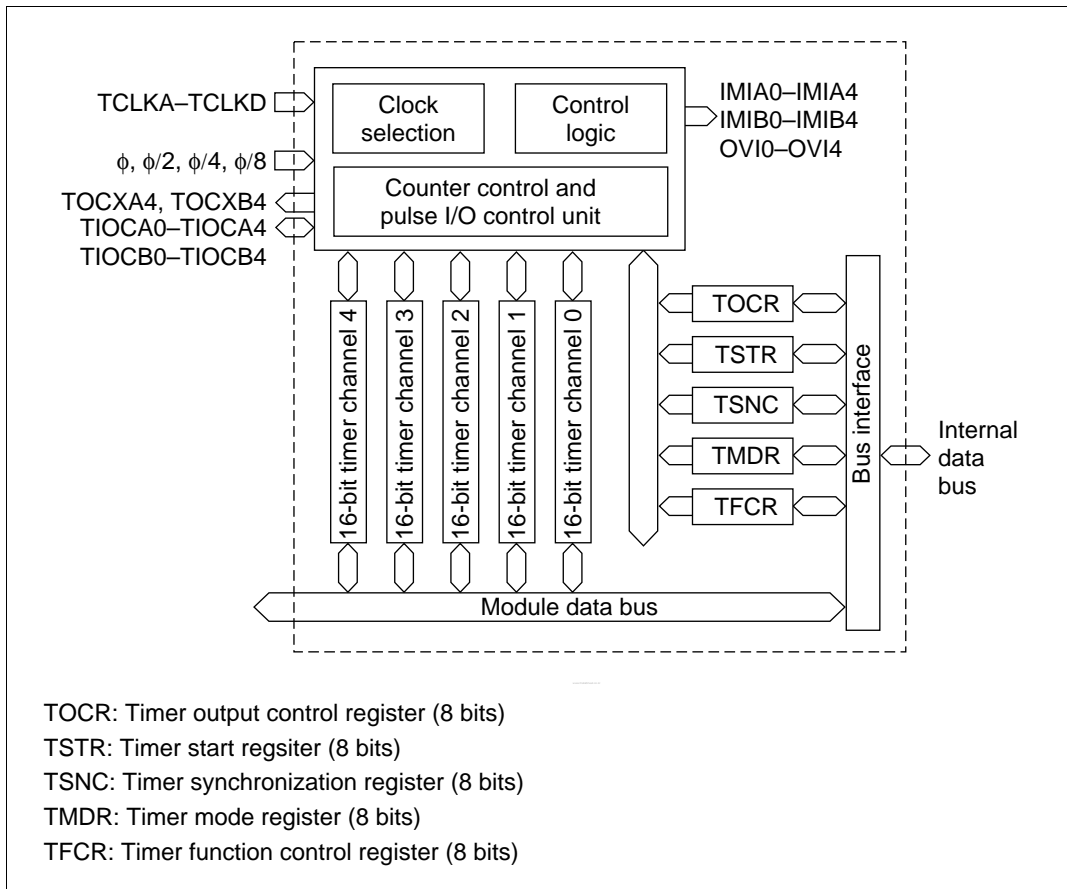 TCLKA–TCLKD
ϕ, ϕ/2, ϕ/4, ϕ/8
TOCXA4, TOCXB4
TIOCA0–TIOCA4
TIOCB0–TIOCB4
Clock
selection
Control
logic
Counter control and
pulse I/O control unit
IMIA0–IMIA4
IMIB0–IMIB4
OVI0–OVI4
16-bit timer channel 4
16-bit timer channel 3
16-bit timer channel 2
16-bit timer channel 1
16-bit timer channel 0
TOCR
TSTR
TSNC
TMDR
TFCR
Bus interface
Internal
data
bus
Module data bus
TOCR: Timer output control register (8 bits)
TSTR: Timer start regsiter (8 bits)
TSNC: Timer synchronization register (8 bits)
TMDR: Timer mode register (8 bits)
TFCR: Timer function control register (8 bits)